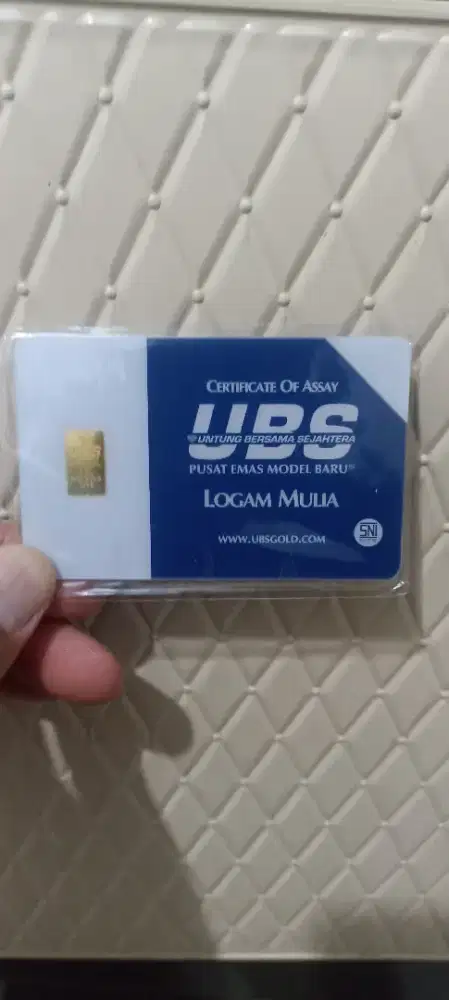 CERTIFICATE OF ASSAY
UBS
UNTUNG BERSAMA SEJAHTERA
PUSAT EMAS MODEL BARU
LOGAM MULIA
WWW.UBSGOLD.COM
SNI